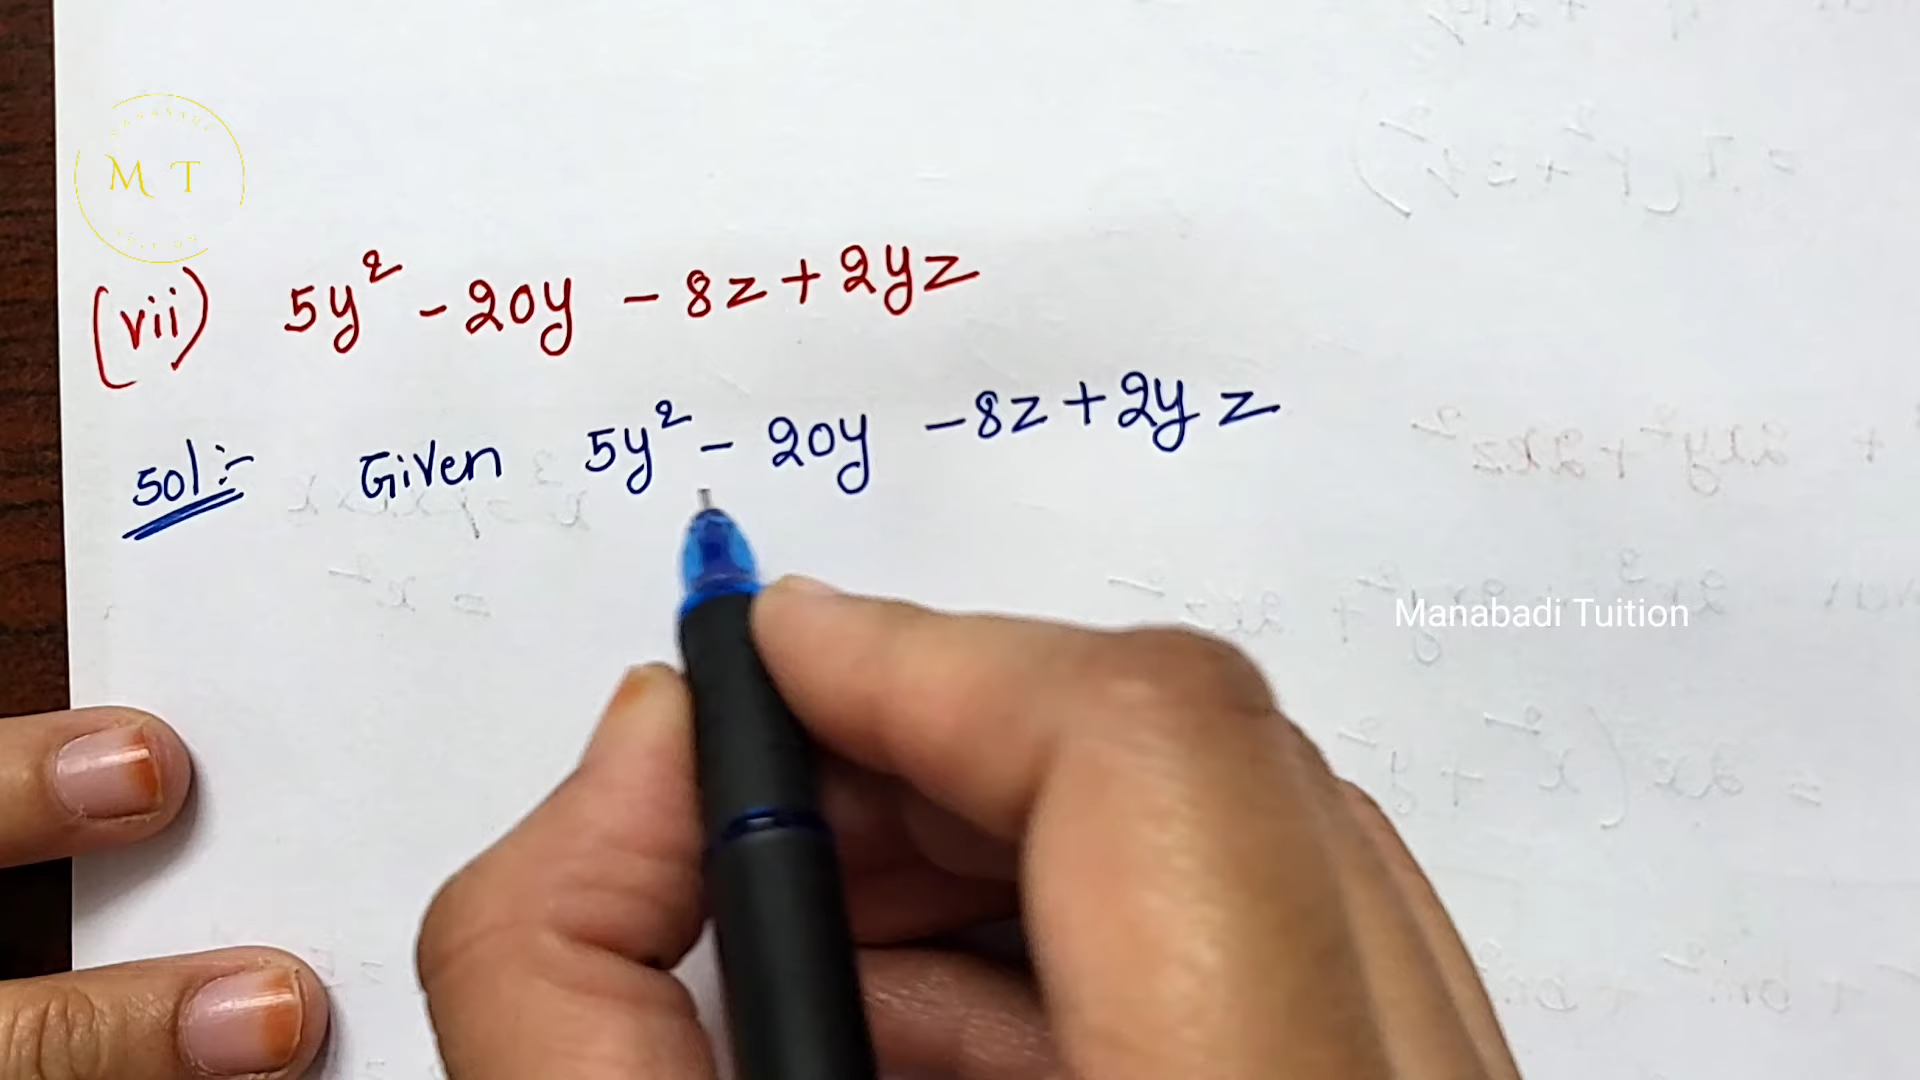 M T
(vii) 5y² - 20y - 8z + 2yz
Sol:- Given 5y² - 20y - 8z + 2yz
Manabadi Tuition